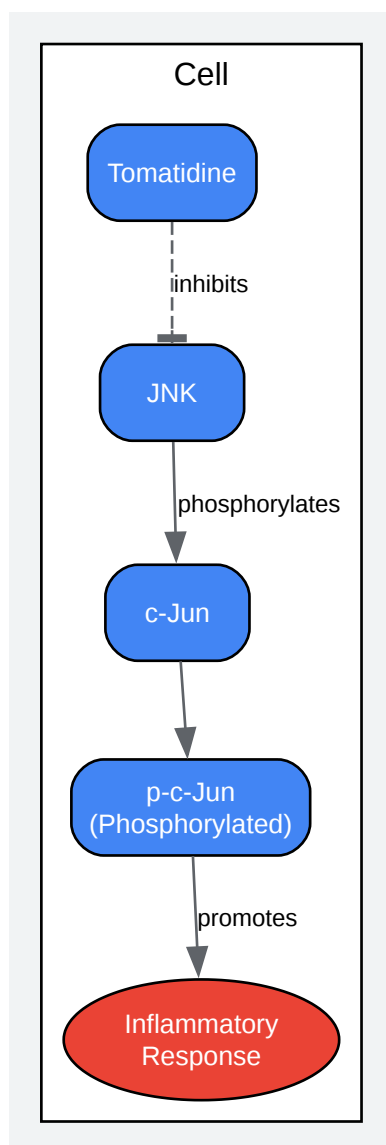 Cell
Tomatidine
inhibits
JNK
phosphorylates
c-Jun
p-c-Jun
(Phosphorylated)
promotes
Inflammatory
Response